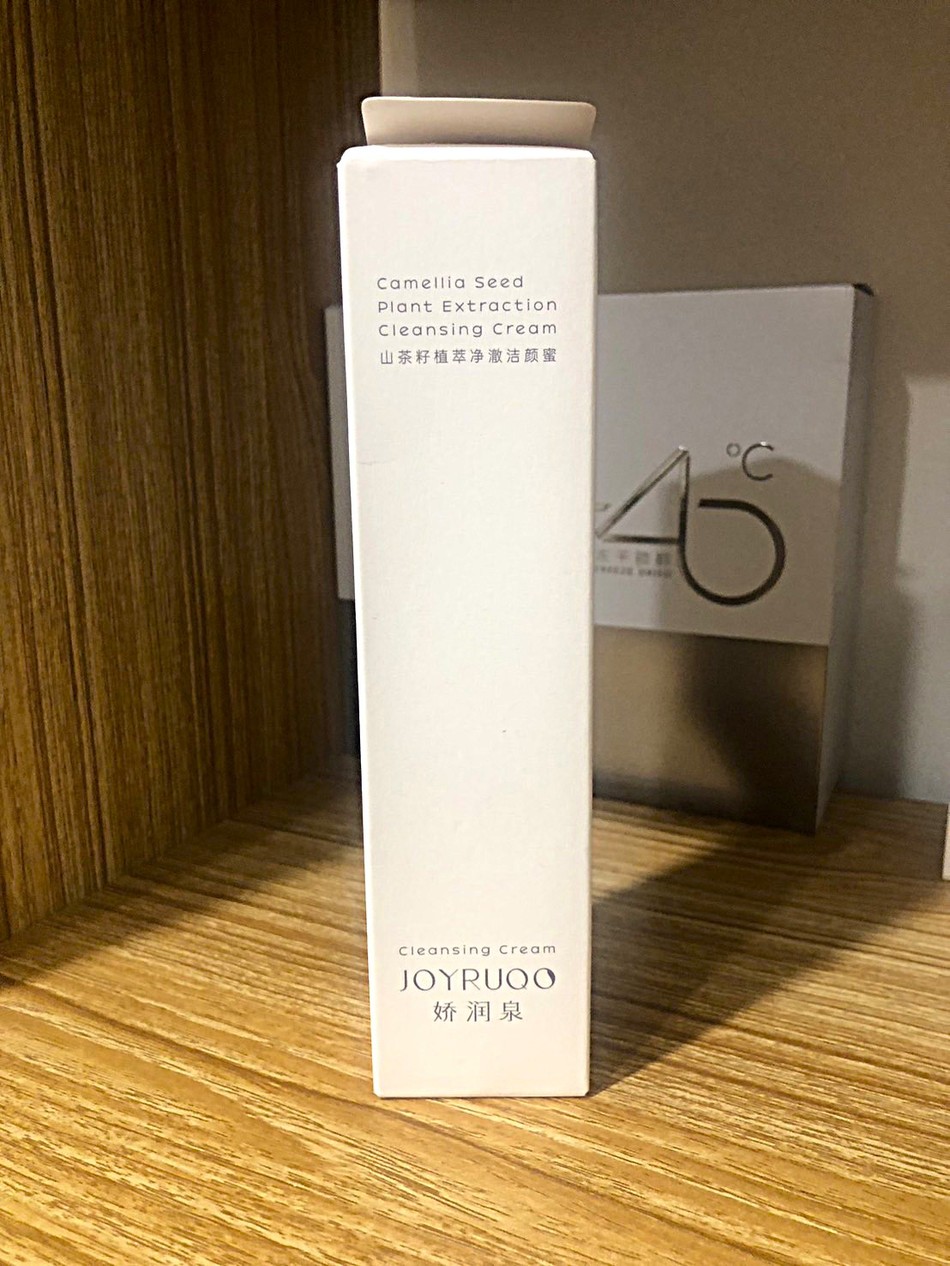 Camellia Seed
Plant Extraction
Cleansing Cream
山茶籽植萃净澈洁颜蜜
°C
Cleansing Cream
JOYRUQO
娇润泉